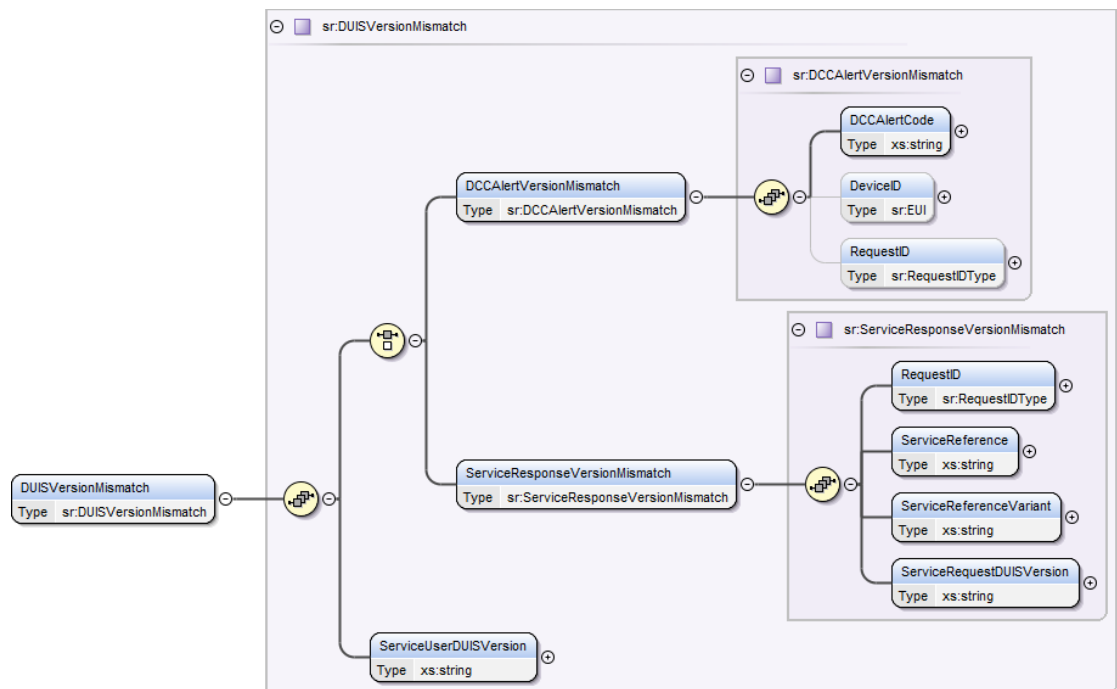 sr:DUISVersionMismatch
sr:DCCAlertVersionMismatch
DCCAlertCode
Type xs:string
DCCAlertVersionMismatch
Type sr:DCCAlertVersionMismatch
DeviceID
Type sr:EUI
RequestID
Type sr:RequestIDType
sr:ServiceResponseVersionMismatch
RequestID
Type sr:RequestIDType
ServiceReference
Type xs:string
ServiceResponseVersionMismatch
Type sr:ServiceResponseVersionMismatch
DUISVersionMismatch
Type sr:DUISVersionMismatch
ServiceReferenceVariant
Type xs:string
ServiceRequestDUISVersion
Type xs:string
ServiceUserDUISVersion
Type xs:string